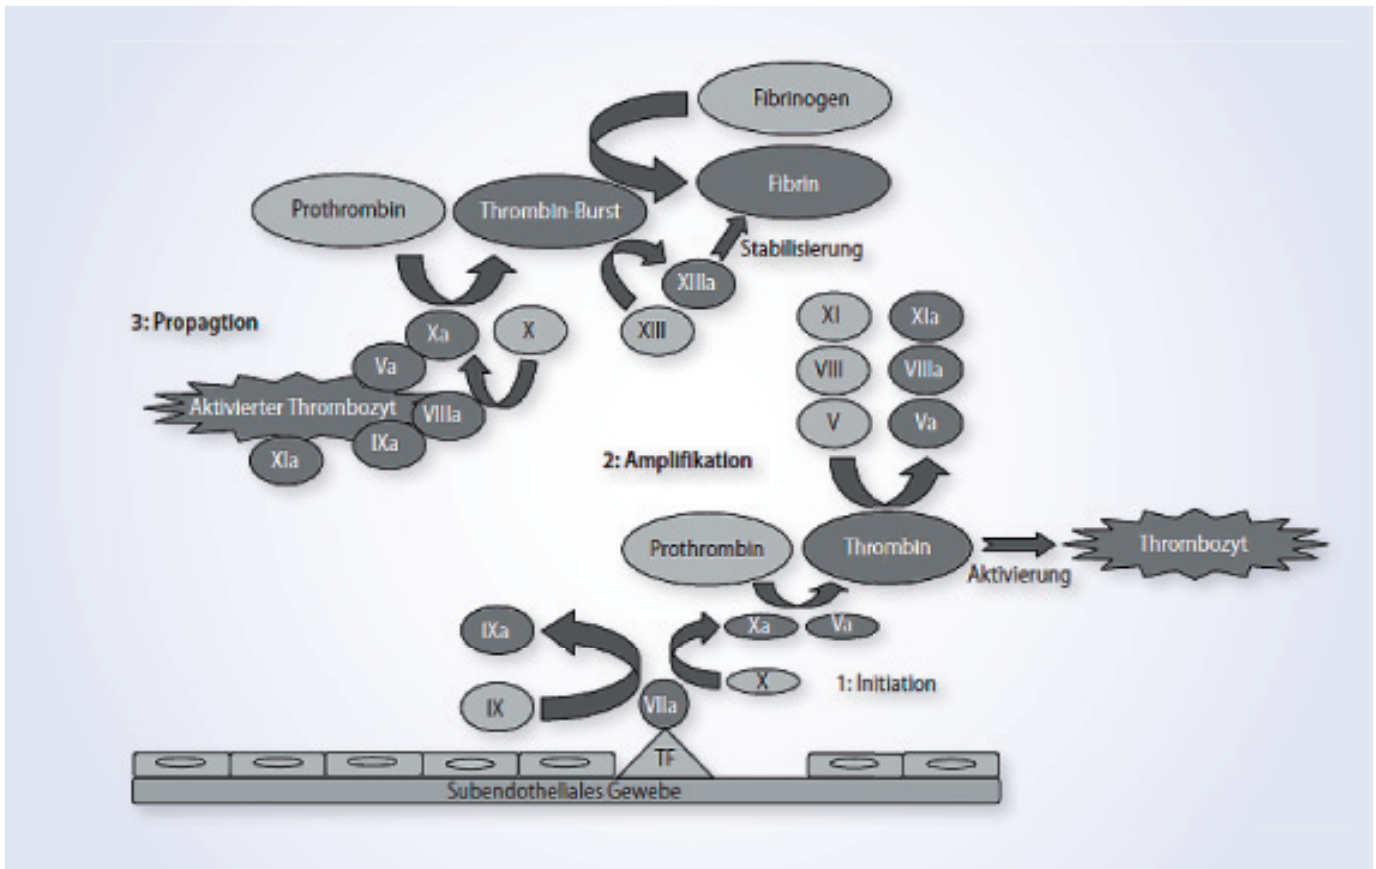 Fibrinogen
Fibrin
Prothrombin
Thrombin-Burst
Stabilisierung
XIIIa
XIII
3: Propagtion
Xa
X
Va
Aktivierter Thrombozyt
VIIIa
IXa
XIa
XI
XIa
VIII
VIIIa
V
Va
2: Amplifikation
Prothrombin
Thrombin
Aktivierung
Thrombozyt
Xa
Va
IXa
X
1: Initiation
IX
VIIa
TF
Subendotheliales Gewebe